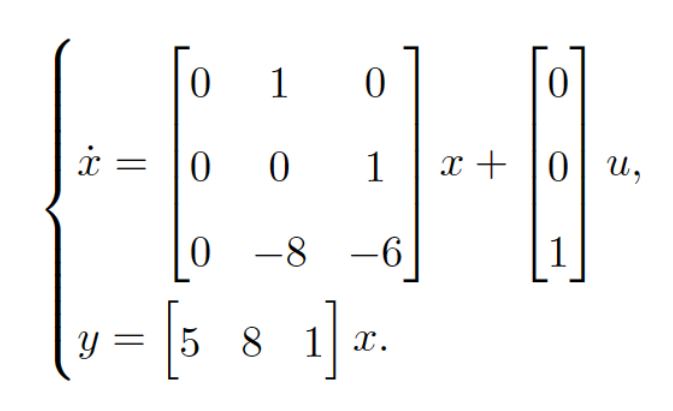 0 1 0 0
ẋ = 0 0 1 x + 0 u,
0 −8 −6 1
y = [5 8 1] x.